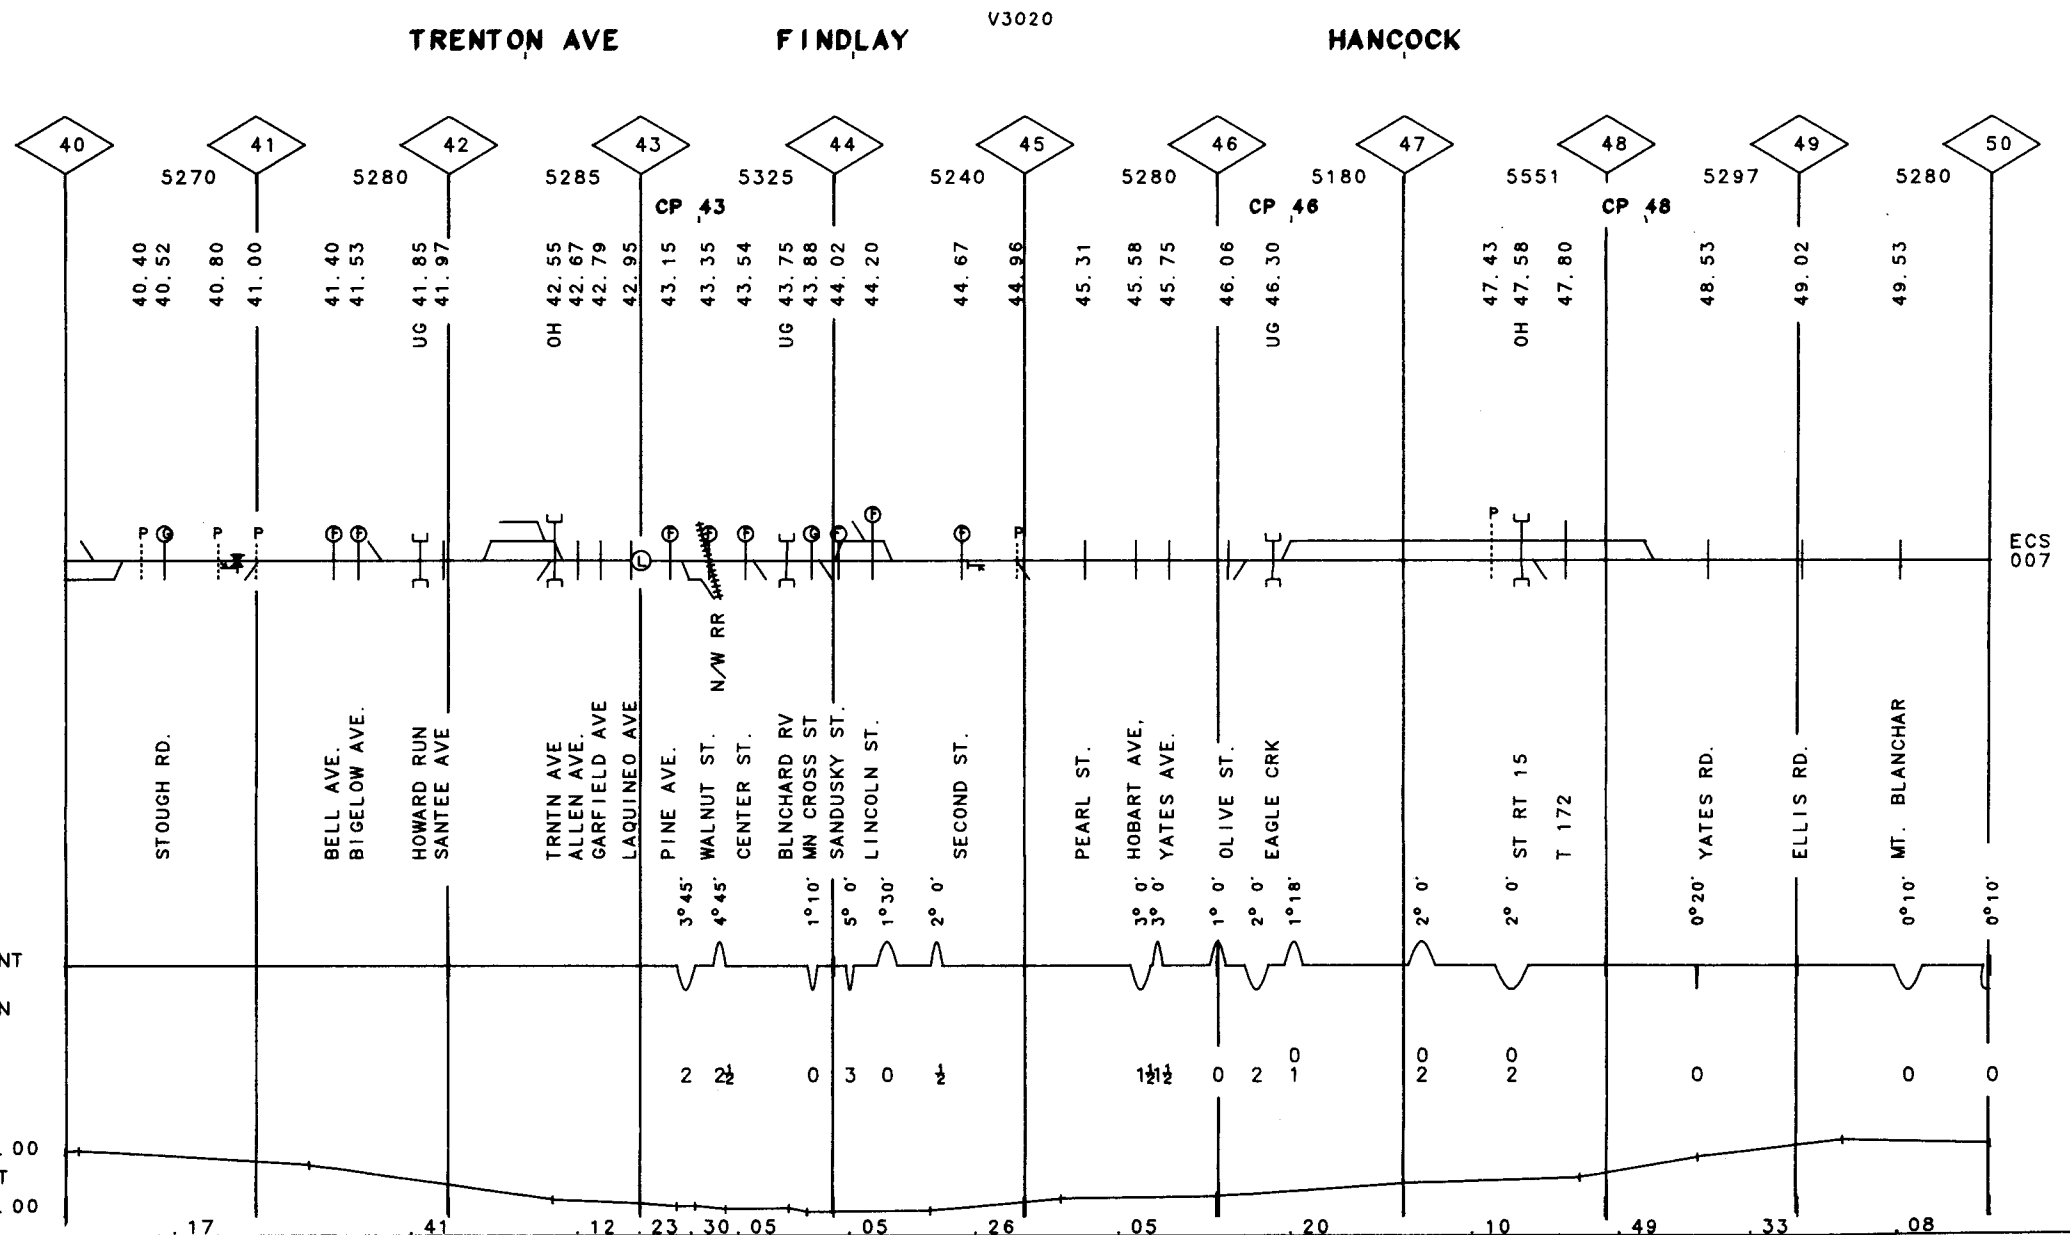 V3020
TRENTON AVE FINDLAY HANCOCK
40 41 42 43 44 45 46 47 48 49 50
5270 5280 5285 5325 5240 5280 5180 5551 5297 5280
CP 43 CP 46 CP 48
40.40
40.52
40.80
41.00
41.40
41.53
UG 41.85
41.97
OH 42.55
42.67
42.79
42.95
43.15
43.35
43.54
UG 43.75
43.88
44.02
44.20
44.67
44.96
45.31
45.58
45.75
46.06
UG 46.30
47.43
OH 47.58
47.80
48.53
49.02
49.53
P G P P F F L F F F G F F F P P
ECS
007
N/W RR
STOUGH RD.
BELL AVE.
BIGELOW AVE.
HOWARD RUN
SANTEE AVE
TRNTN AVE
ALLEN AVE.
GARFIELD AVE
LAQUINEO AVE
PINE AVE.
WALNUT ST.
CENTER ST.
BLNCHARD RV
MN CROSS ST
SANDUSKY ST.
LINCOLN ST.
SECOND ST.
PEARL ST.
HOBART AVE,
YATES AVE.
OLIVE ST.
EAGLE CRK
ST RT 15
T 172
YATES RD.
ELLIS RD.
MT. BLANCHAR
3°45'
4°45'
1°10'
5° 0'
1°30'
2° 0'
3° 0'
3° 0'
1° 0'
2° 0'
1°18'
2° 0'
2° 0'
0°20'
0°10'
0°10'
NT
N
0 0 0
2 2½ 0 3 0 ½ 1½ 1½ 0 2 1 2 2 0 0 0
.00
T
.00
.17 .41 .12 .23 .30 .05 .05 .26 .05 .20 .10 .49 .33 .08